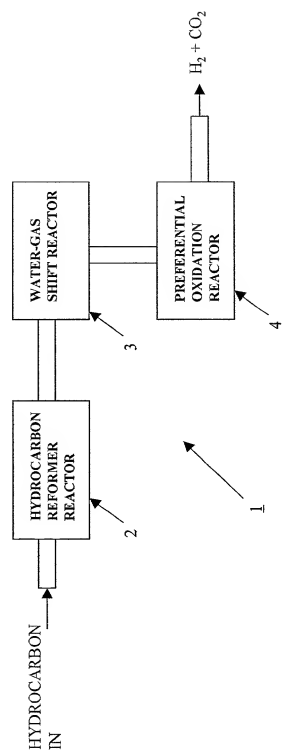 HYDROCARBON
IN
HYDROCARBON
REFORMER
REACTOR
2
WATER-GAS
SHIFT REACTOR
3
PREFERENTIAL
OXIDATION
REACTOR
4
H₂ + CO₂
1